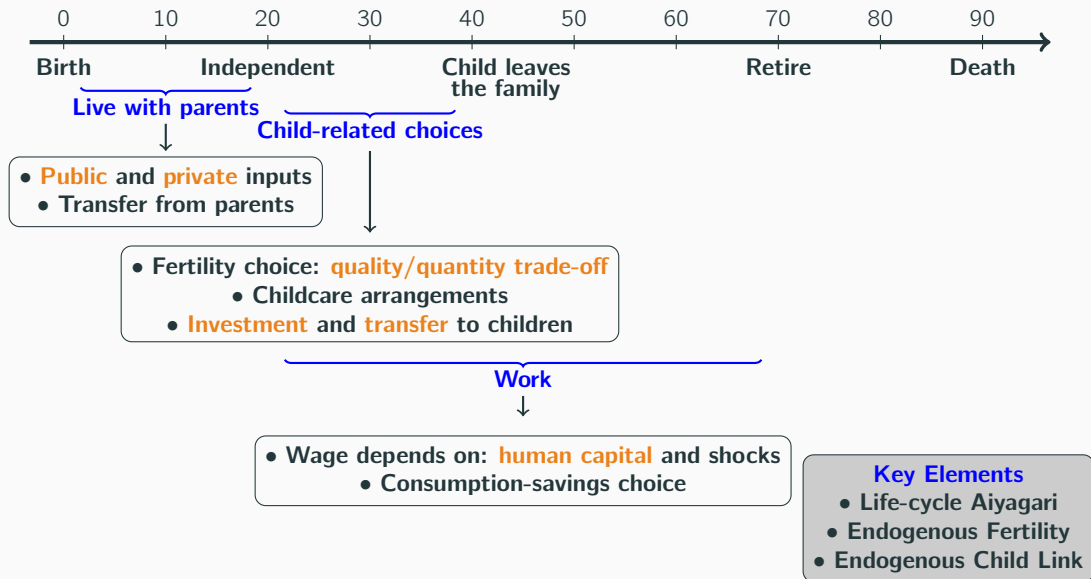 0 10 20 30 40 50 60 70 80 90
Birth Independent Child leaves Retire Death
the family
Live with parents
Child-related choices
• Public and private inputs
• Transfer from parents
• Fertility choice: quality/quantity trade-off
• Childcare arrangements
• Investment and transfer to children
Work
• Wage depends on: human capital and shocks
• Consumption-savings choice
Key Elements
• Life-cycle Aiyagari
• Endogenous Fertility
• Endogenous Child Link